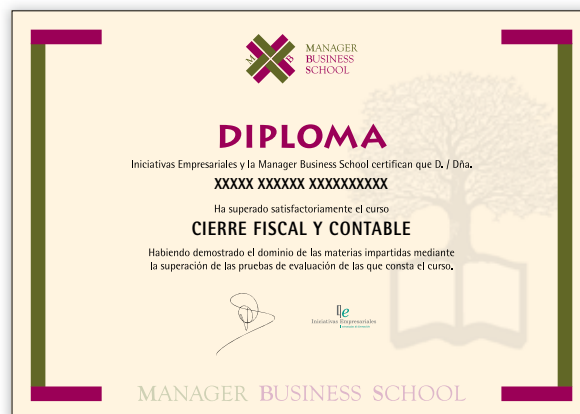 M B
MANAGER
BUSINESS
SCHOOL
DIPLOMA
Iniciativas Empresariales y la Manager Business School certifican que D. / Dña.
XXXXX XXXXXX XXXXXXXXXX
Ha superado satisfactoriamente el curso
CIERRE FISCAL Y CONTABLE
Habiendo demostrado el dominio de las materias impartidas mediante
la superación de las pruebas de evaluación de las que consta el curso.
Iniciativas Empresariales
MANAGER BUSINESS SCHOOL